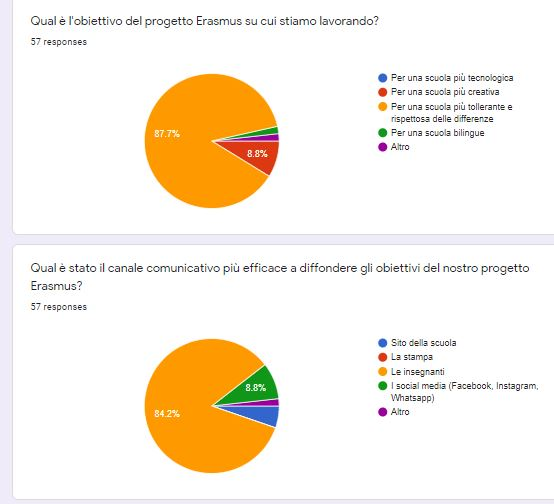 Qual è l'obiettivo del progetto Erasmus su cui stiamo lavorando?
57 responses
Per una scuola più tecnologica
Per una scuola più creativa
Per una scuola più tollerante e
rispettosa delle differenze
Per una scuola bilingue
Altro
87.7%
8.8%
Qual è stato il canale comunicativo più efficace a diffondere gli obiettivi del nostro progetto
Erasmus?
57 responses
Sito della scuola
La stampa
Le insegnanti
I social media (Facebook, Instagram,
Whatsapp)
Altro
8.8%
84.2%